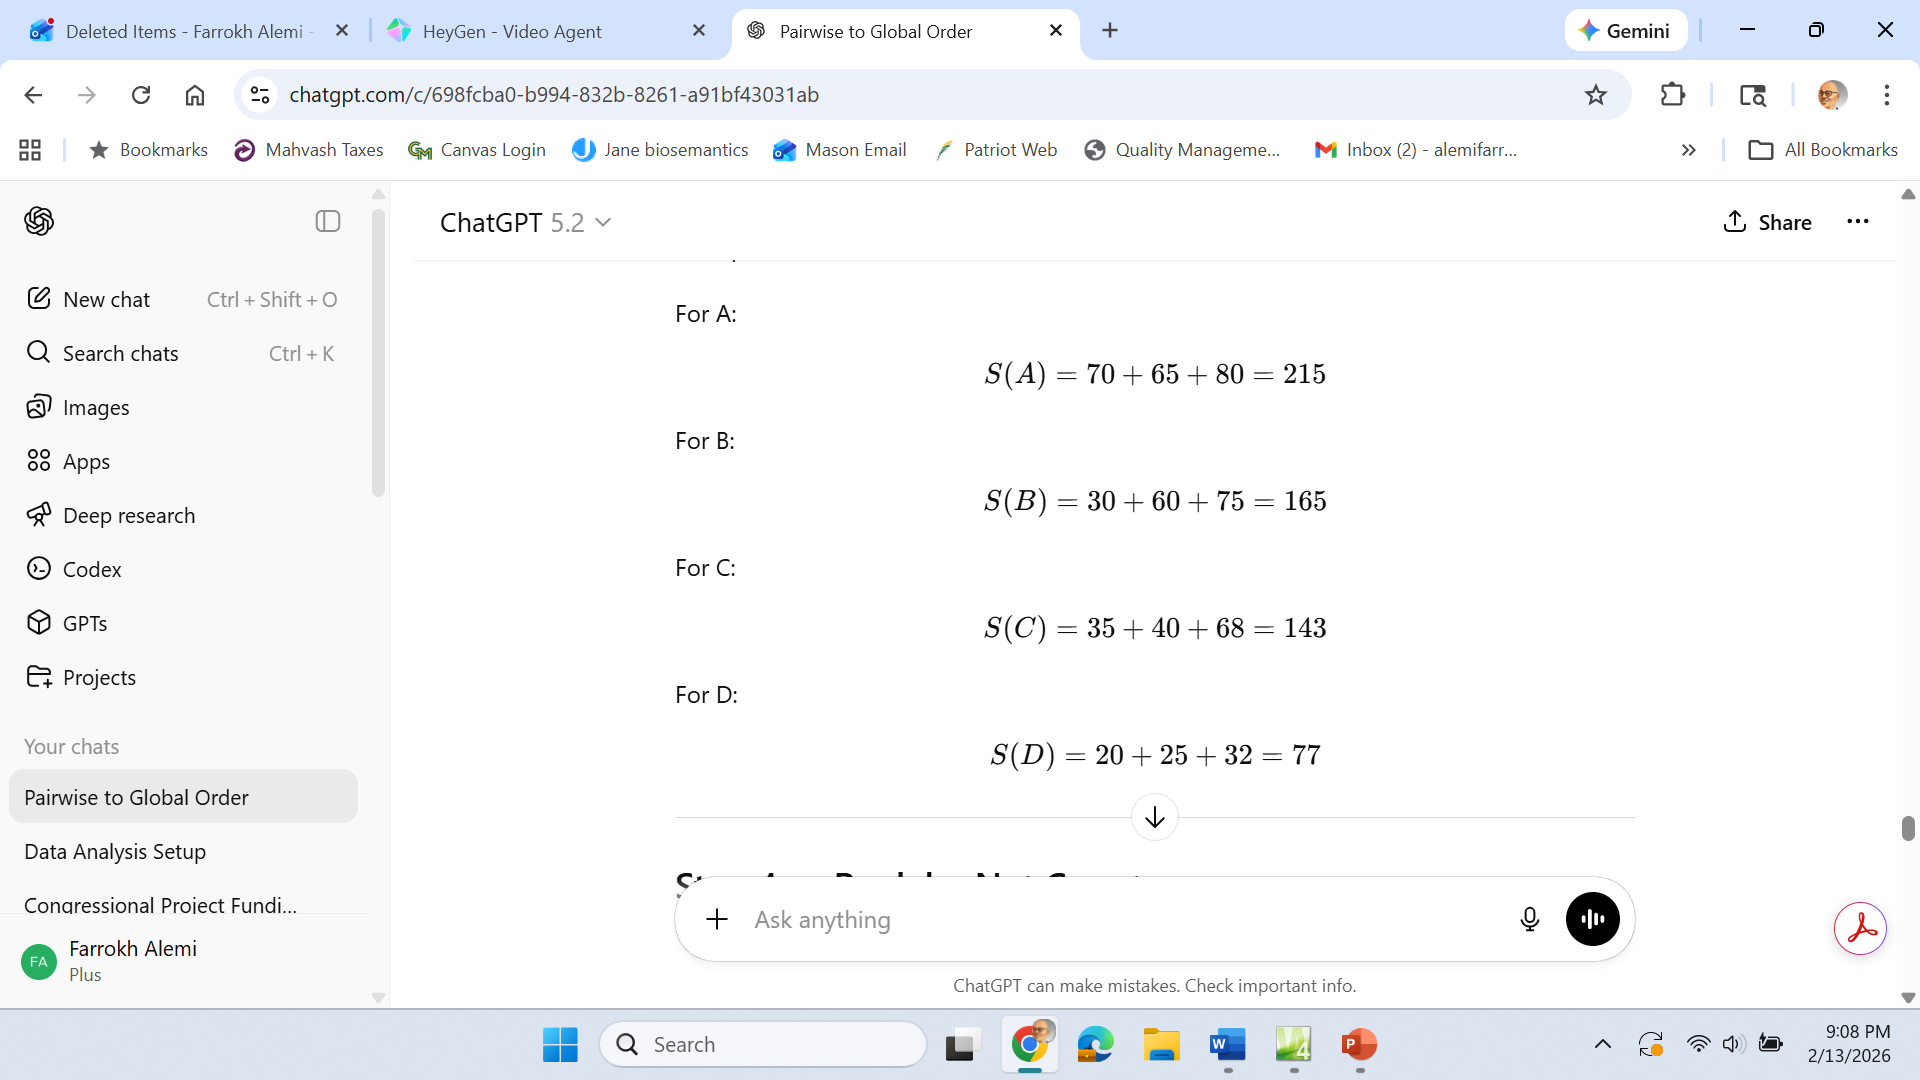 Deleted Items - Farrokh Alemi -
HeyGen - Video Agent
Pairwise to Global Order
Gemini
chatgpt.com/c/698fcba0-b994-832b-8261-a91bf43031ab
Bookmarks
Mahvash Taxes
Canvas Login
Jane biosemantics
Mason Email
Patriot Web
Quality Manageme...
Inbox (2) - alemifarr...
All Bookmarks
ChatGPT 5.2
Share
New chat Ctrl + Shift + O
Search chats Ctrl + K
Images
Apps
Deep research
Codex
GPTs
Projects
Your chats
Pairwise to Global Order
Data Analysis Setup
Congressional Project Fundi...
FA
Farrokh Alemi
Plus
For A:
S(A) = 70 + 65 + 80 = 215
For B:
S(B) = 30 + 60 + 75 = 165
For C:
S(C) = 35 + 40 + 68 = 143
For D:
S(D) = 20 + 25 + 32 = 77
Ask anything
ChatGPT can make mistakes. Check important info.
Search
9:08 PM
2/13/2026